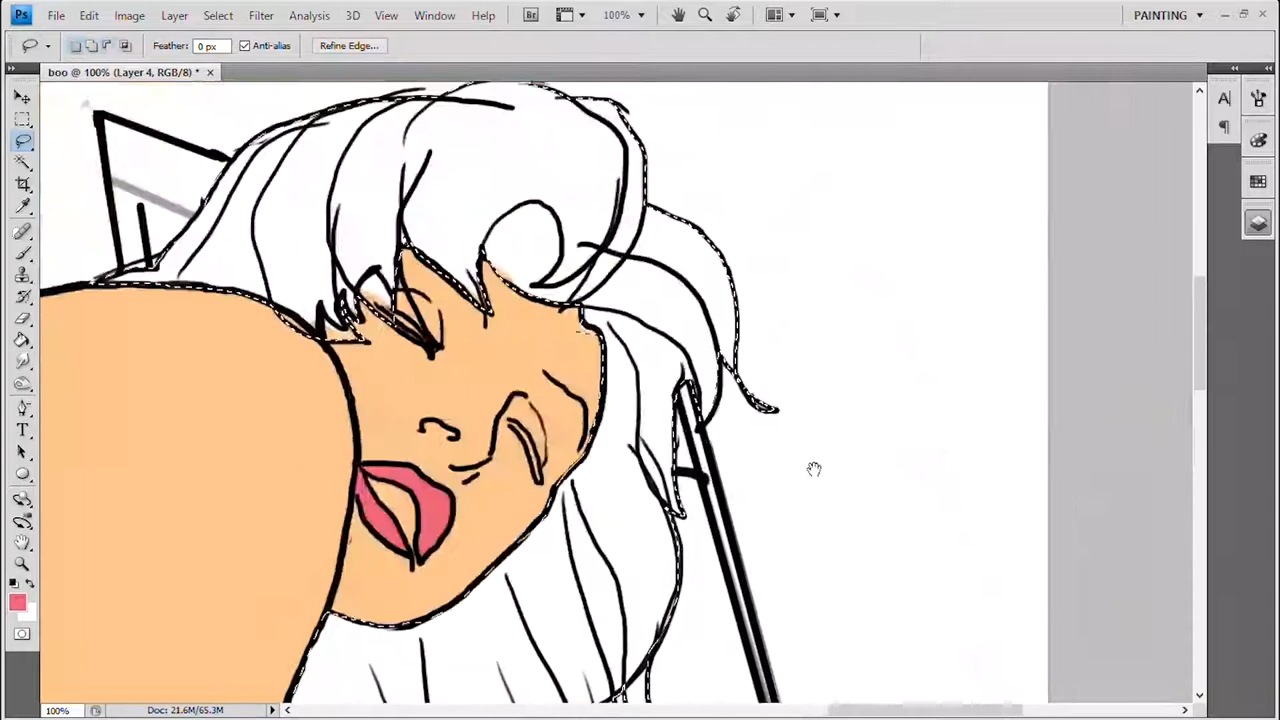 Ps File Edit Image Layer Select Filter Analysis 3D View Window Help Br 100% PAINTING
Feather: 0 px Anti-alias Refine Edge...
boo @ 100% (Layer 4, RGB/8) * ×
A
T
100% Doc: 21.6M/65.3M